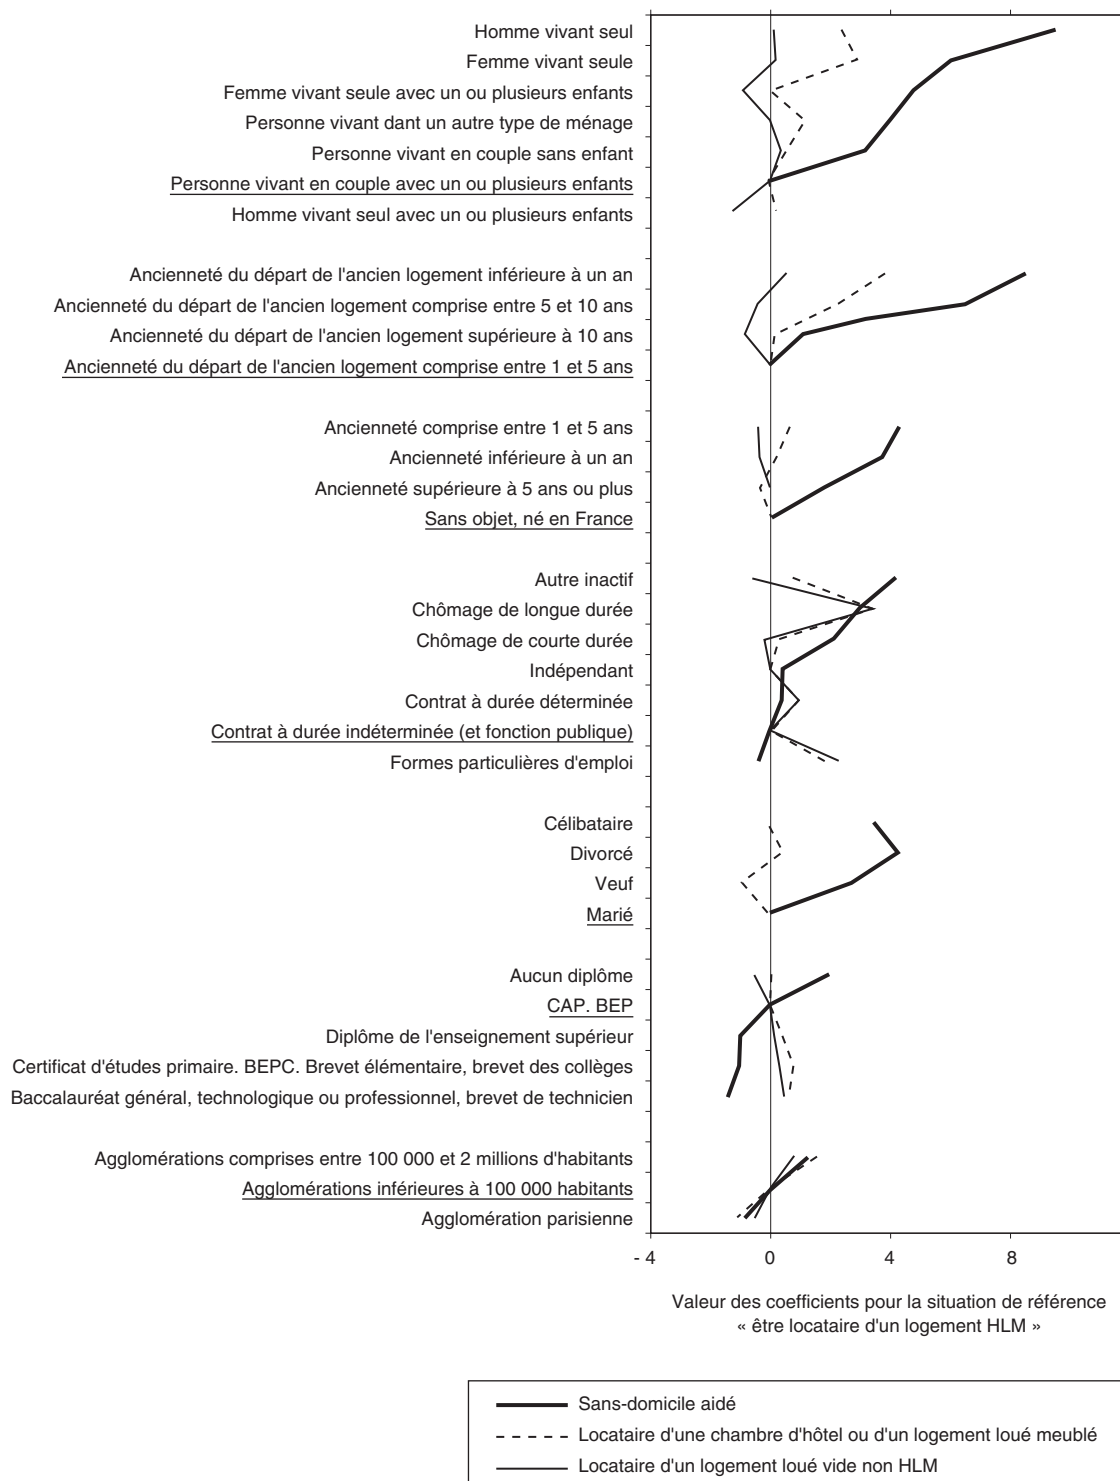 Homme vivant seul
Femme vivant seule
Femme vivant seule avec un ou plusieurs enfants
Personne vivant dant un autre type de ménage
Personne vivant en couple sans enfant
Personne vivant en couple avec un ou plusieurs enfants
Homme vivant seul avec un ou plusieurs enfants
Ancienneté du départ de l'ancien logement inférieure à un an
Ancienneté du départ de l'ancien logement comprise entre 5 et 10 ans
Ancienneté du départ de l'ancien logement supérieure à 10 ans
Ancienneté du départ de l'ancien logement comprise entre 1 et 5 ans
Ancienneté comprise entre 1 et 5 ans
Ancienneté inférieure à un an
Ancienneté supérieure à 5 ans ou plus
Sans objet, né en France
Autre inactif
Chômage de longue durée
Chômage de courte durée
Indépendant
Contrat à durée déterminée
Contrat à durée indéterminée (et fonction publique)
Formes particulières d'emploi
Célibataire
Divorcé
Veuf
Marié
Aucun diplôme
CAP. BEP
Diplôme de l'enseignement supérieur
Certificat d'études primaire. BEPC. Brevet élémentaire, brevet des collèges
Baccalauréat général, technologique ou professionnel, brevet de technicien
Agglomérations comprises entre 100 000 et 2 millions d'habitants
Agglomérations inférieures à 100 000 habitants
Agglomération parisienne
- 4 0 4 8
Valeur des coefficients pour la situation de référence
« être locataire d'un logement HLM »
Sans-domicile aidé
Locataire d'une chambre d'hôtel ou d'un logement loué meublé
Locataire d'un logement loué vide non HLM